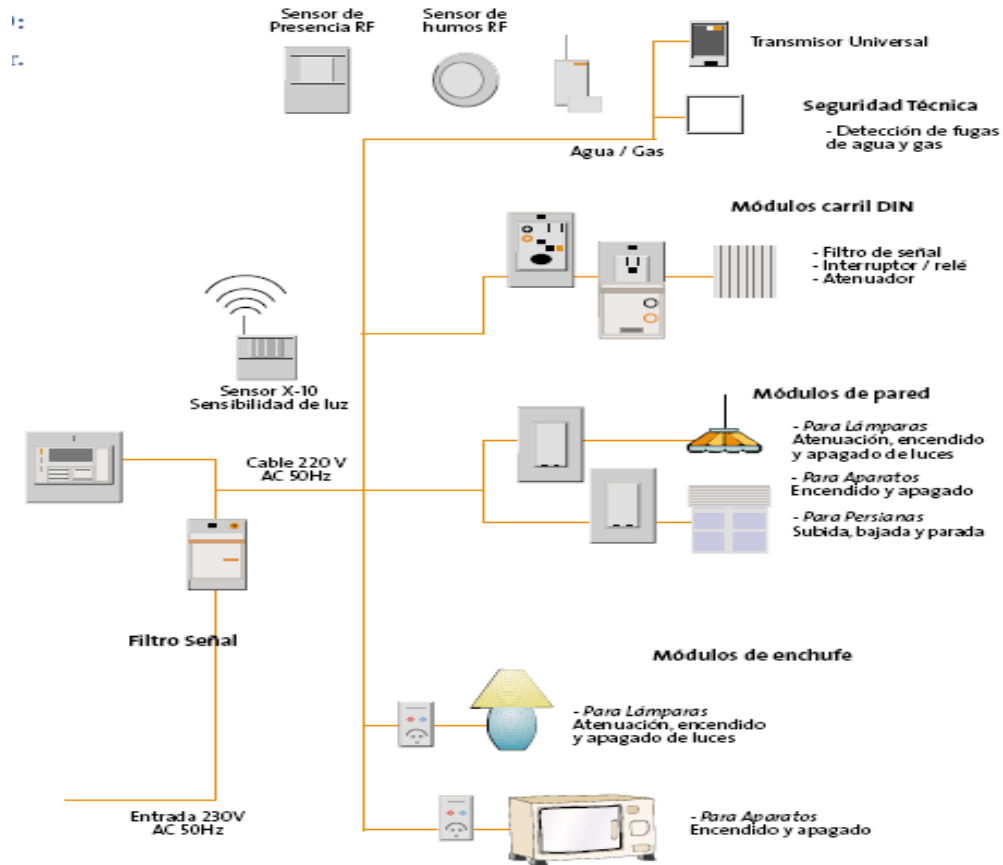 Sensor de
Presencia RF
Sensor de
humos RF
Transmisor Universal
Seguridad Técnica
- Detección de fugas
de agua y gas
Agua / Gas
Módulos carril DIN
- Filtro de señal
- Interruptor / relé
- Atenuador
Sensor X-10
Sensibilidad de luz
Módulos de pared
- Para Lámparas
Atenuación, encendido
y apagado de luces
- Para Aparatos
Encendido y apagado
- Para Persianas
Subida, bajada y parada
Cable 220 V
AC 50Hz
Filtro Señal
Módulos de enchufe
- Para Lámparas
Atenuación, encendido
y apagado de luces
Entrada 230V
AC 50Hz
- Para Aparatos
Encendido y apagado